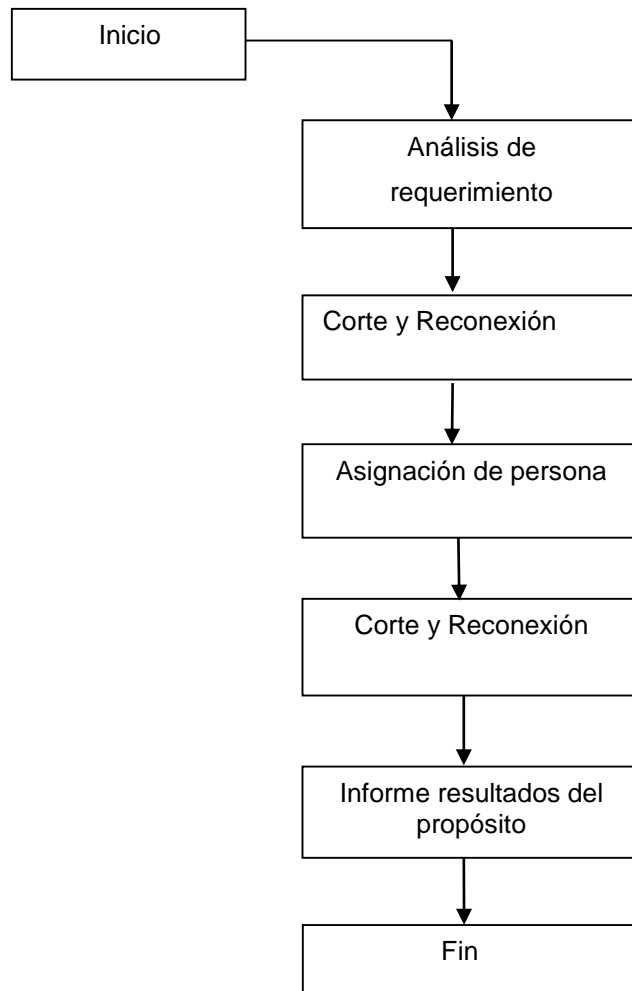 Inicio
Análisis de
requerimiento
Corte y Reconexión
Asignación de persona
Corte y Reconexión
Informe resultados del
propósito
Fin